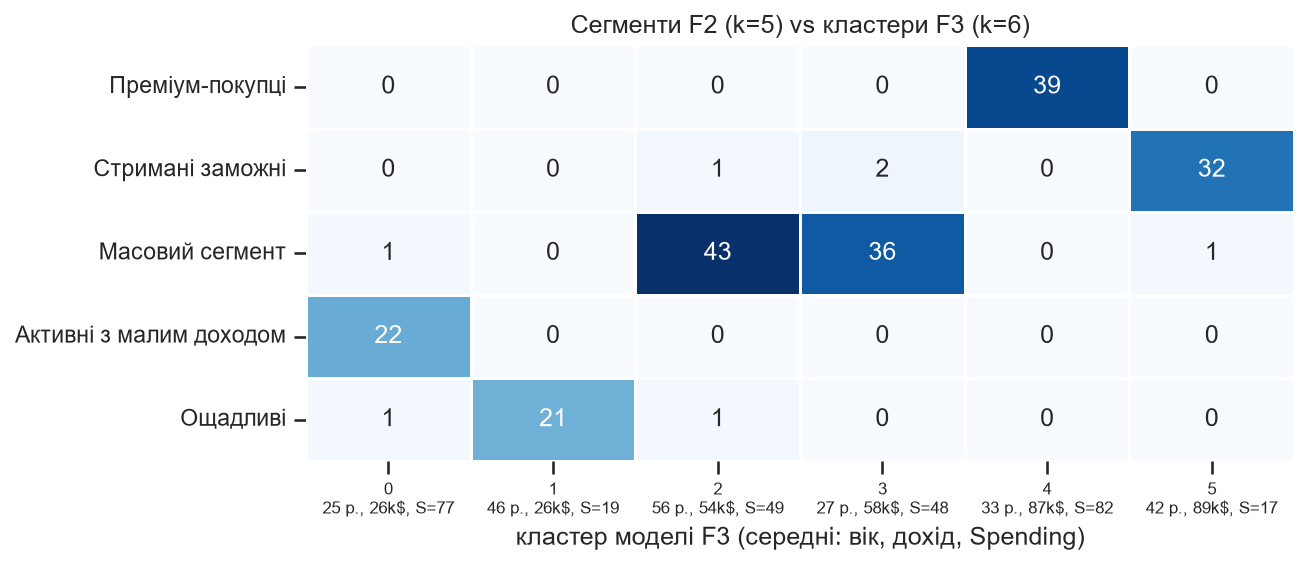 Сегменти F2 (k=5) vs кластери F3 (k=6)
Преміум-покупці 0 0 0 0 39 0
Стримані заможні 0 0 1 2 0 32
Масовий сегмент 1 0 43 36 0 1
Активні з малим доходом 22 0 0 0 0 0
Ощадливі 1 21 1 0 0 0
0 1 2 3 4 5
25 р., 26k$, S=77 46 р., 26k$, S=19 56 р., 54k$, S=49 27 р., 58k$, S=48 33 р., 87k$, S=82 42 р., 89k$, S=17
кластер моделі F3 (середні: вік, дохід, Spending)